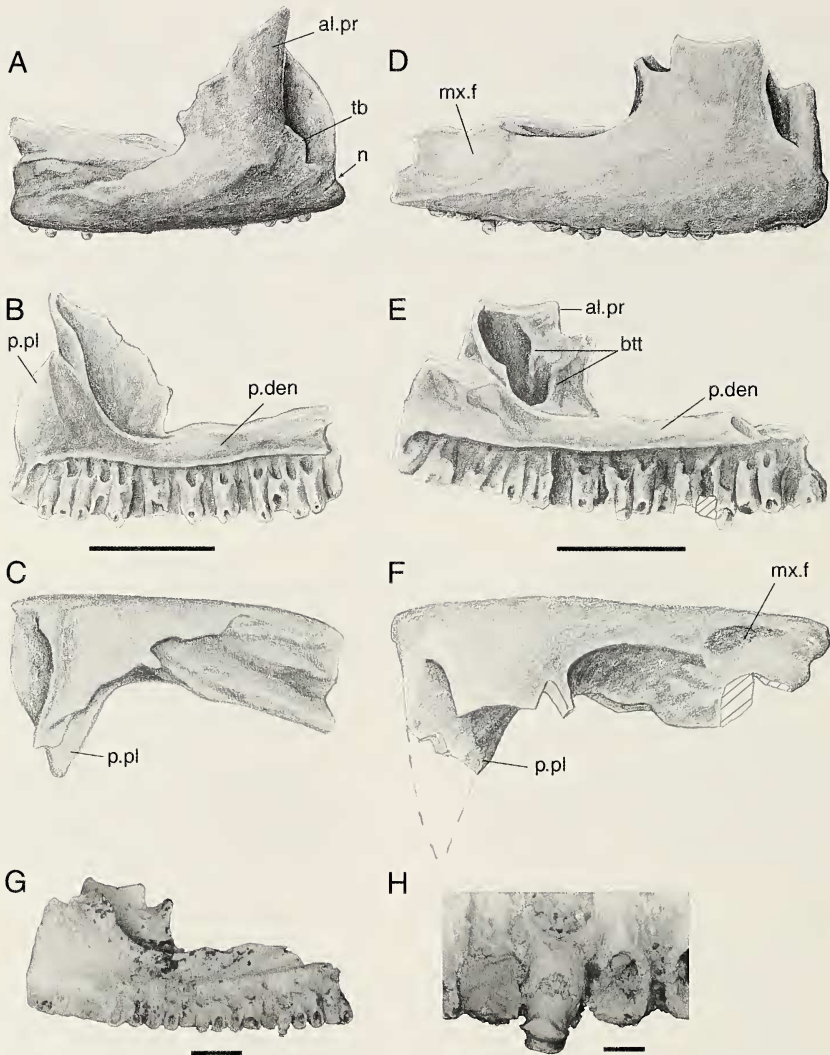 A
al.pr
tb
n
D
mx.f
B
p.pl
p.den
E
al.pr
btt
p.den
C
p.pl
F
mx.f
p.pl
G
H